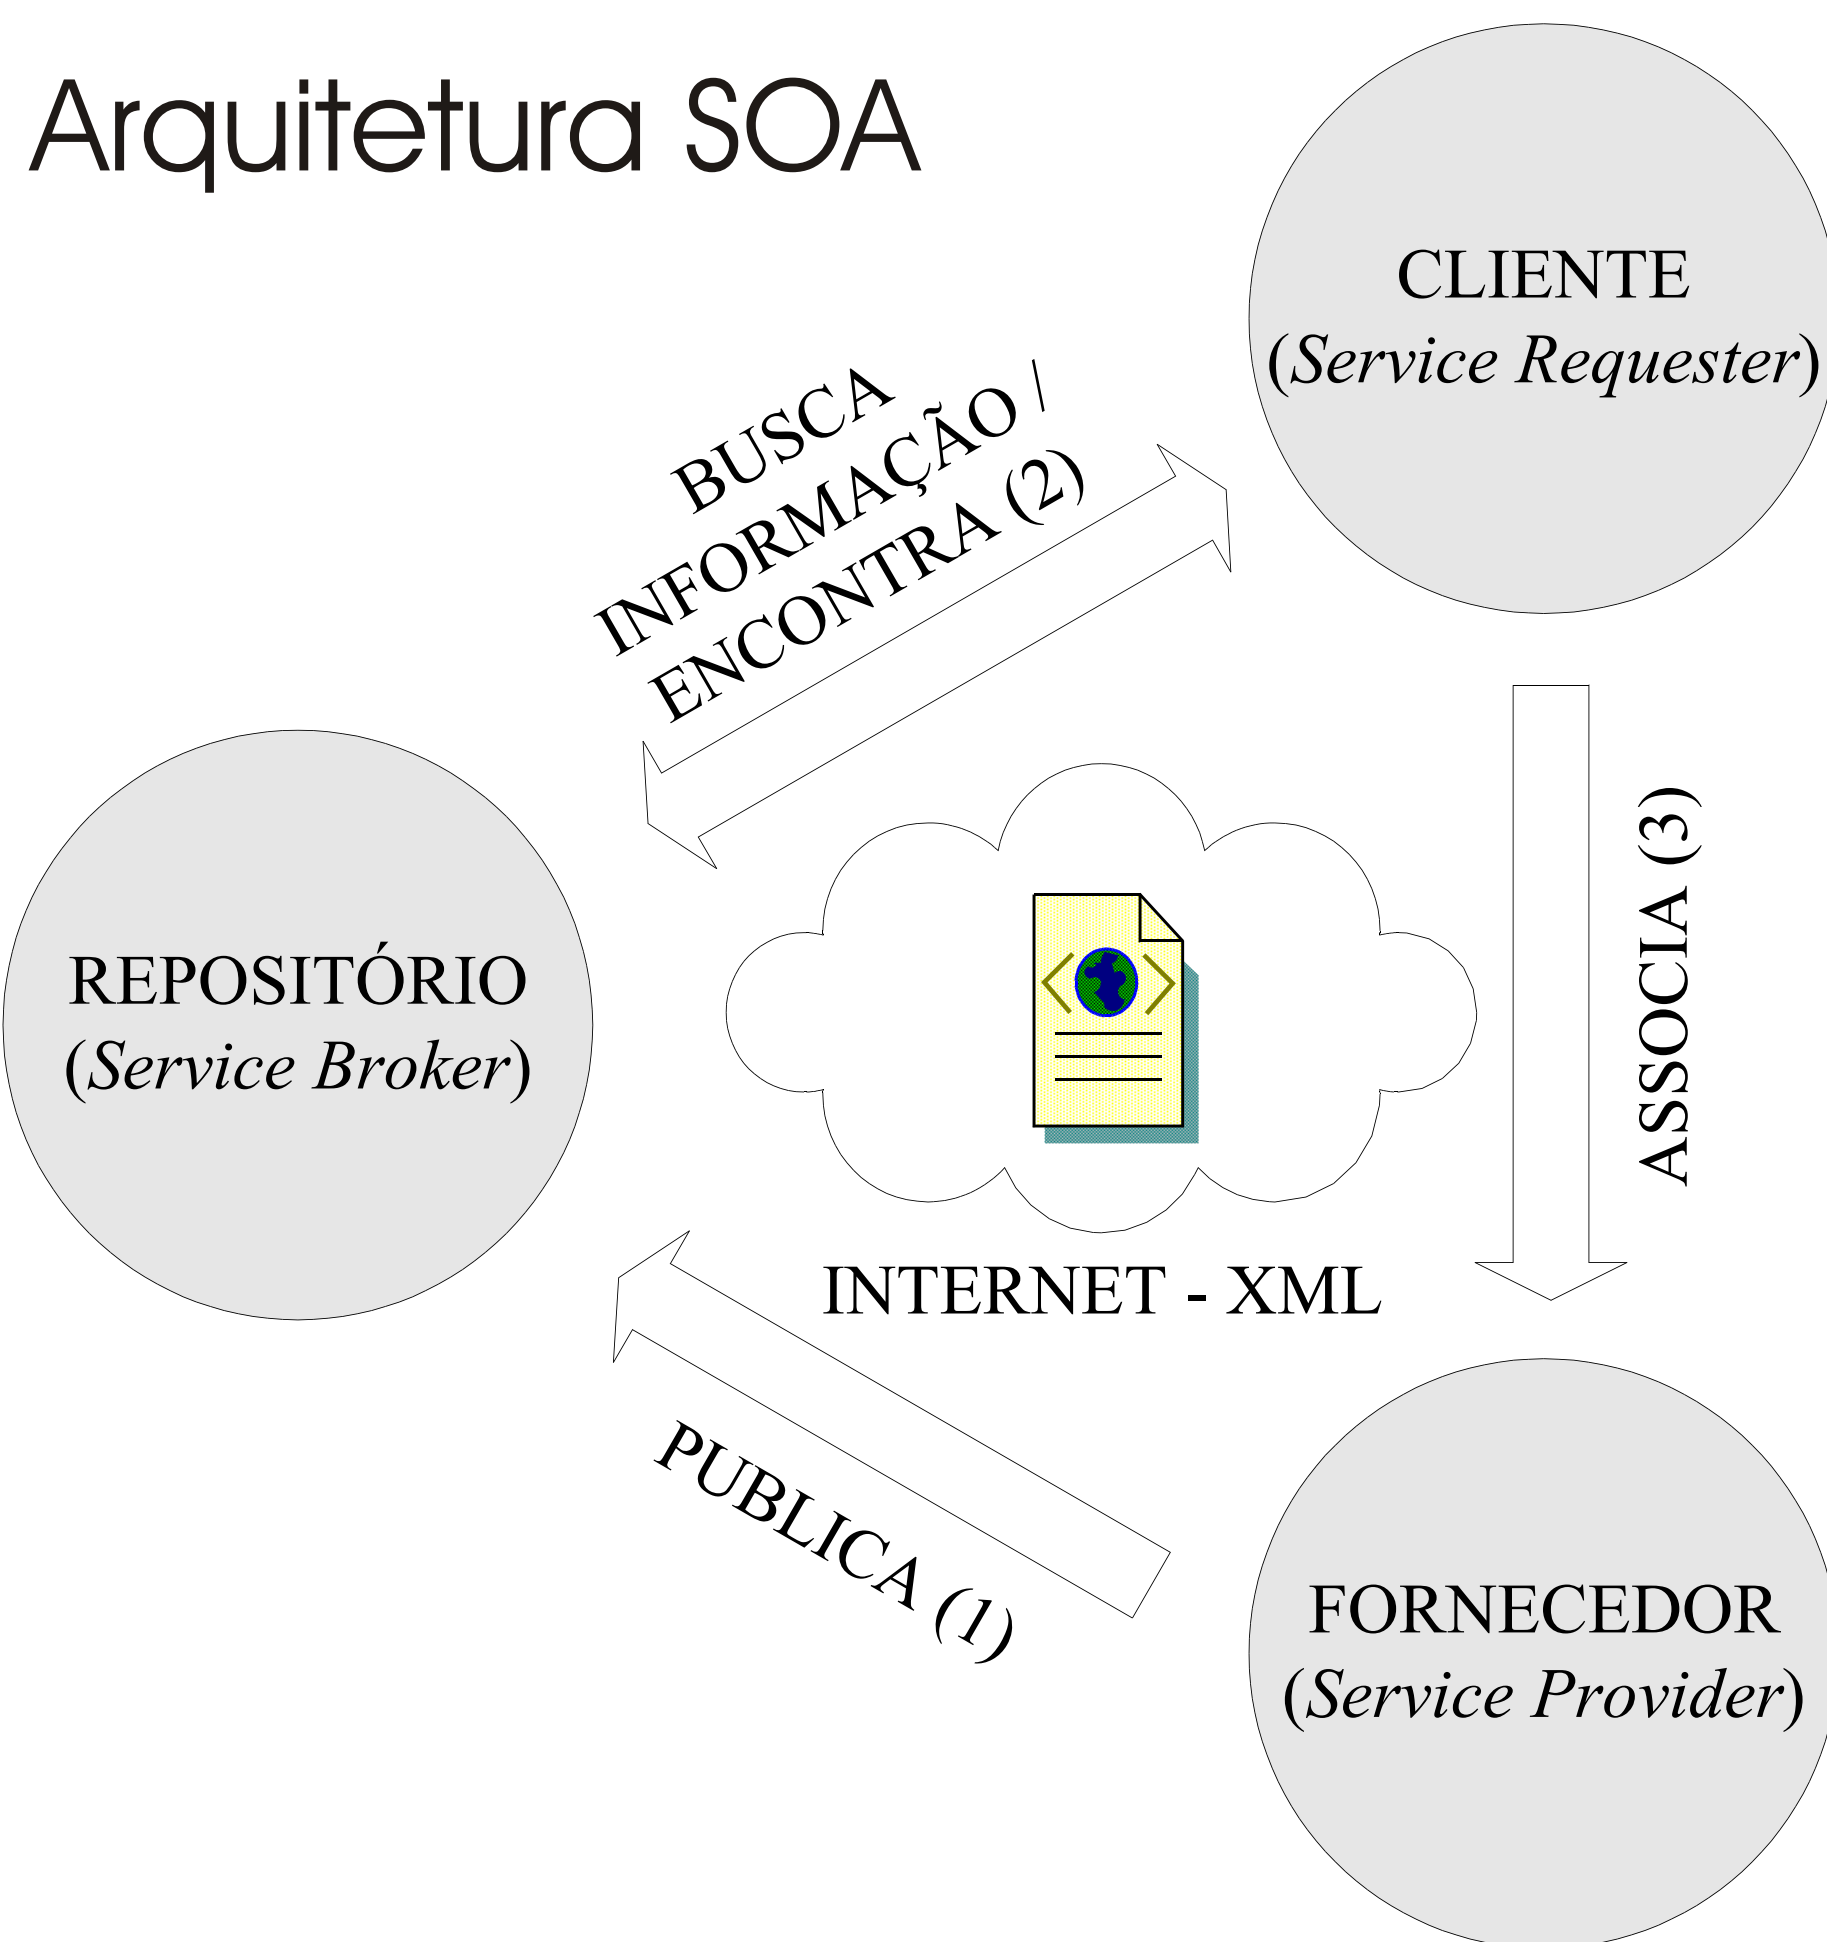 Arquitetura SOA
CLIENTE
(Service Requester)
BUSCA
INFORMAÇÃO /
ENCONTRA (2)
ASSOCIA (3)
REPOSITÓRIO
(Service Broker)
INTERNET - XML
PUBLICA (1)
FORNECEDOR
(Service Provider)